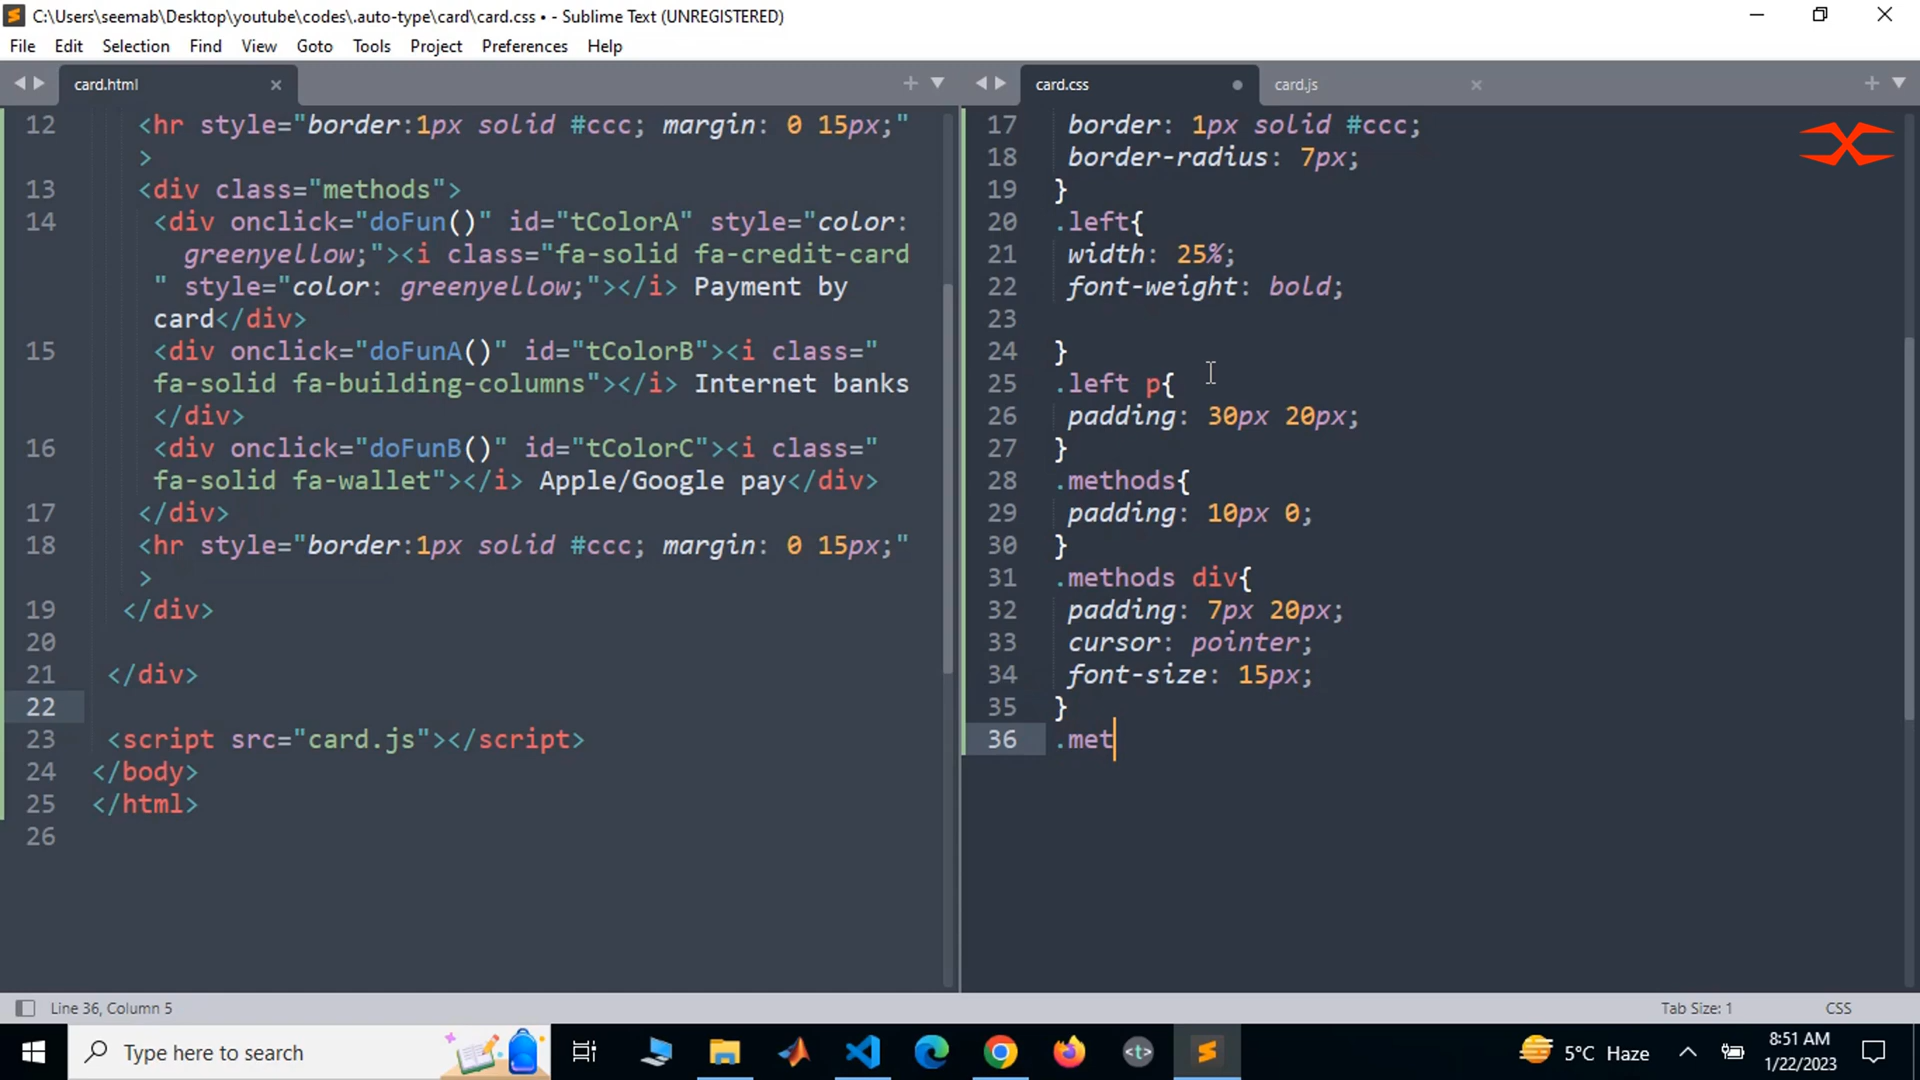 C:\Users\seemab\Desktop\youtube\codes\.auto-type\card\card.css • - Sublime Text (UNREGISTERED)
File Edit Selection Find View Goto Tools Project Preferences Help
card.html
card.css
card.js
12 <hr style="border:1px solid #ccc; margin: 0 15px;"
>
13 <div class="methods">
14 <div onclick="doFun()" id="tColorA" style="color:
greenyellow;"><i class="fa-solid fa-credit-card
" style="color: greenyellow;"></i> Payment by
card</div>
15 <div onclick="doFunA()" id="tColorB"><i class="
fa-solid fa-building-columns"></i> Internet banks
</div>
16 <div onclick="doFunB()" id="tColorC"><i class="
fa-solid fa-wallet"></i> Apple/Google pay</div>
17 </div>
18 <hr style="border:1px solid #ccc; margin: 0 15px;"
>
19 </div>
20
21 </div>
22
23 <script src="card.js"></script>
24 </body>
25 </html>
26
17 border: 1px solid #ccc;
18 border-radius: 7px;
19 }
20 .left{
21 width: 25%;
22 font-weight: bold;
23
24 }
25 .left p{
26 padding: 30px 20px;
27 }
28 .methods{
29 padding: 10px 0;
30 }
31 .methods div{
32 padding: 7px 20px;
33 cursor: pointer;
34 font-size: 15px;
35 }
36 .met
Line 36, Column 5
Tab Size: 1
CSS
Type here to search
<t>
5°C Haze
8:51 AM
1/22/2023